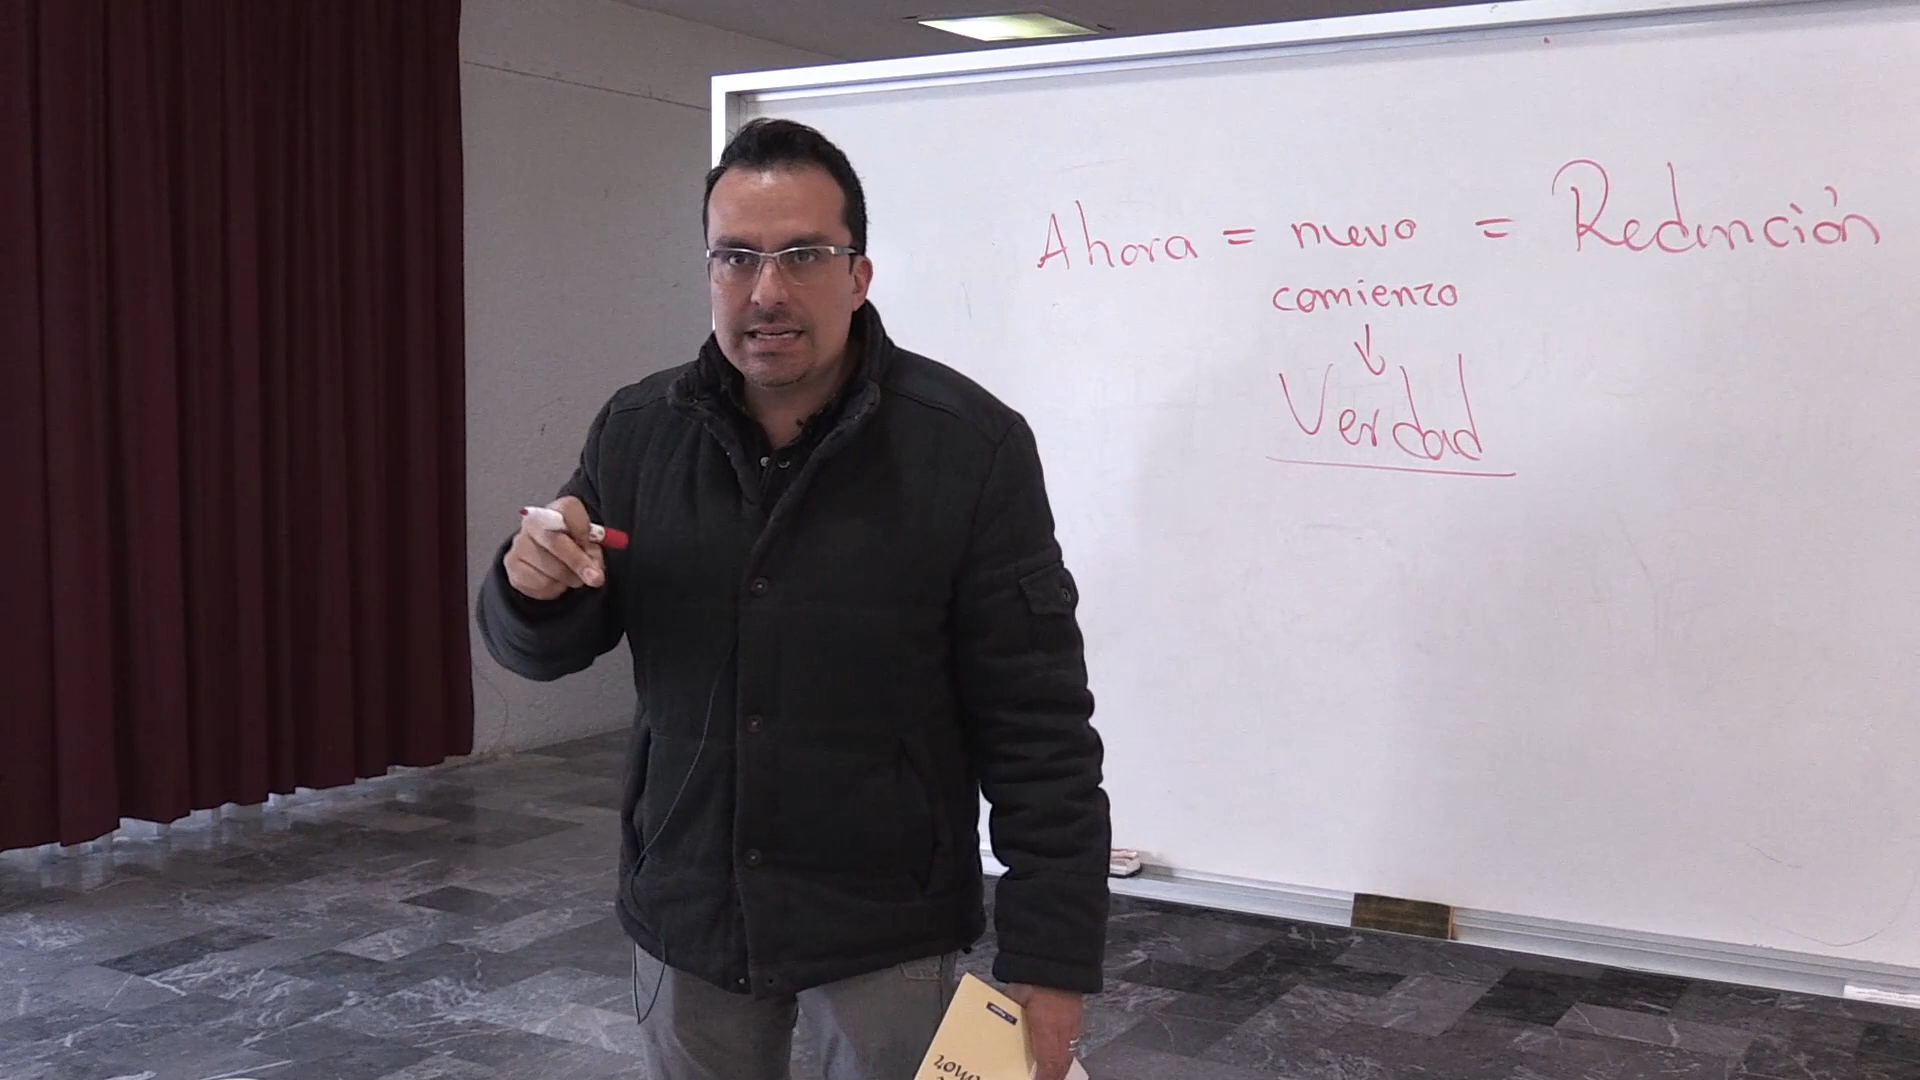 Ahora = nuevo = Redención
comienzo
↓
Verdad